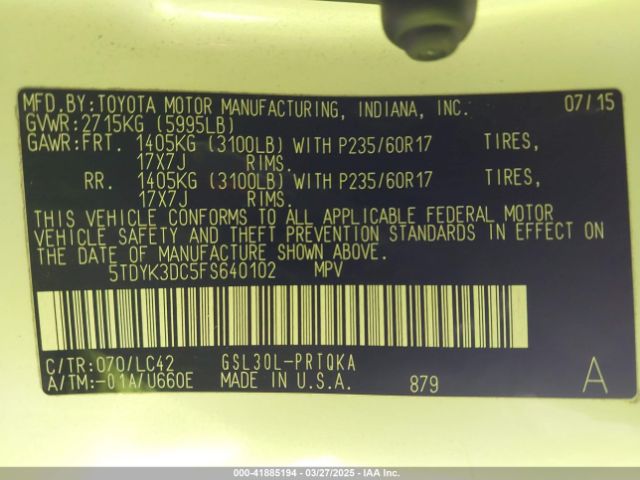 MFD.BY:TOYOTA MOTOR MANUFACTURING, INDIANA, INC. 07/15
GVWR:2715KG (5995LB)
GAWR:FRT. 1405KG (3100LB) WITH P235/60R17 TIRES,
17X7J RIMS.
RR. 1405KG (3100LB) WITH P235/60R17 TIRES,
17X7J RIMS.
THIS VEHICLE CONFORMS TO ALL APPLICABLE FEDERAL MOTOR
VEHICLE SAFETY AND THEFT PREVENTION STANDARDS IN EFFECT ON
THE DATE OF MANUFACTURE SHOWN ABOVE.
5TDYK3DC5FS640102 MPV
C/TR:070/LC42 GSL30L-PRTQKA
A/TM:-01A/U660E MADE IN U.S.A. 879 A
000-41885194 - 03/27/2025 - IAA Inc.